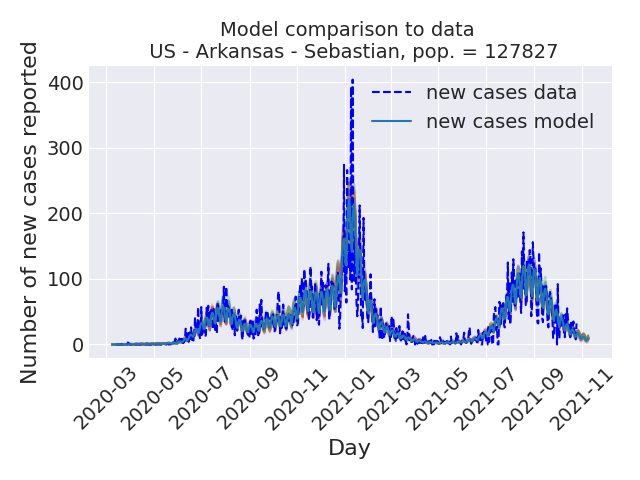 Model comparison to data
US - Arkansas - Sebastian, pop. = 127827
Number of new cases reported
400
300
200
100
0
new cases data
new cases model
2020-03
2020-05
2020-07
2020-09
2020-11
2021-01
2021-03
2021-05
2021-07
2021-09
2021-11
Day